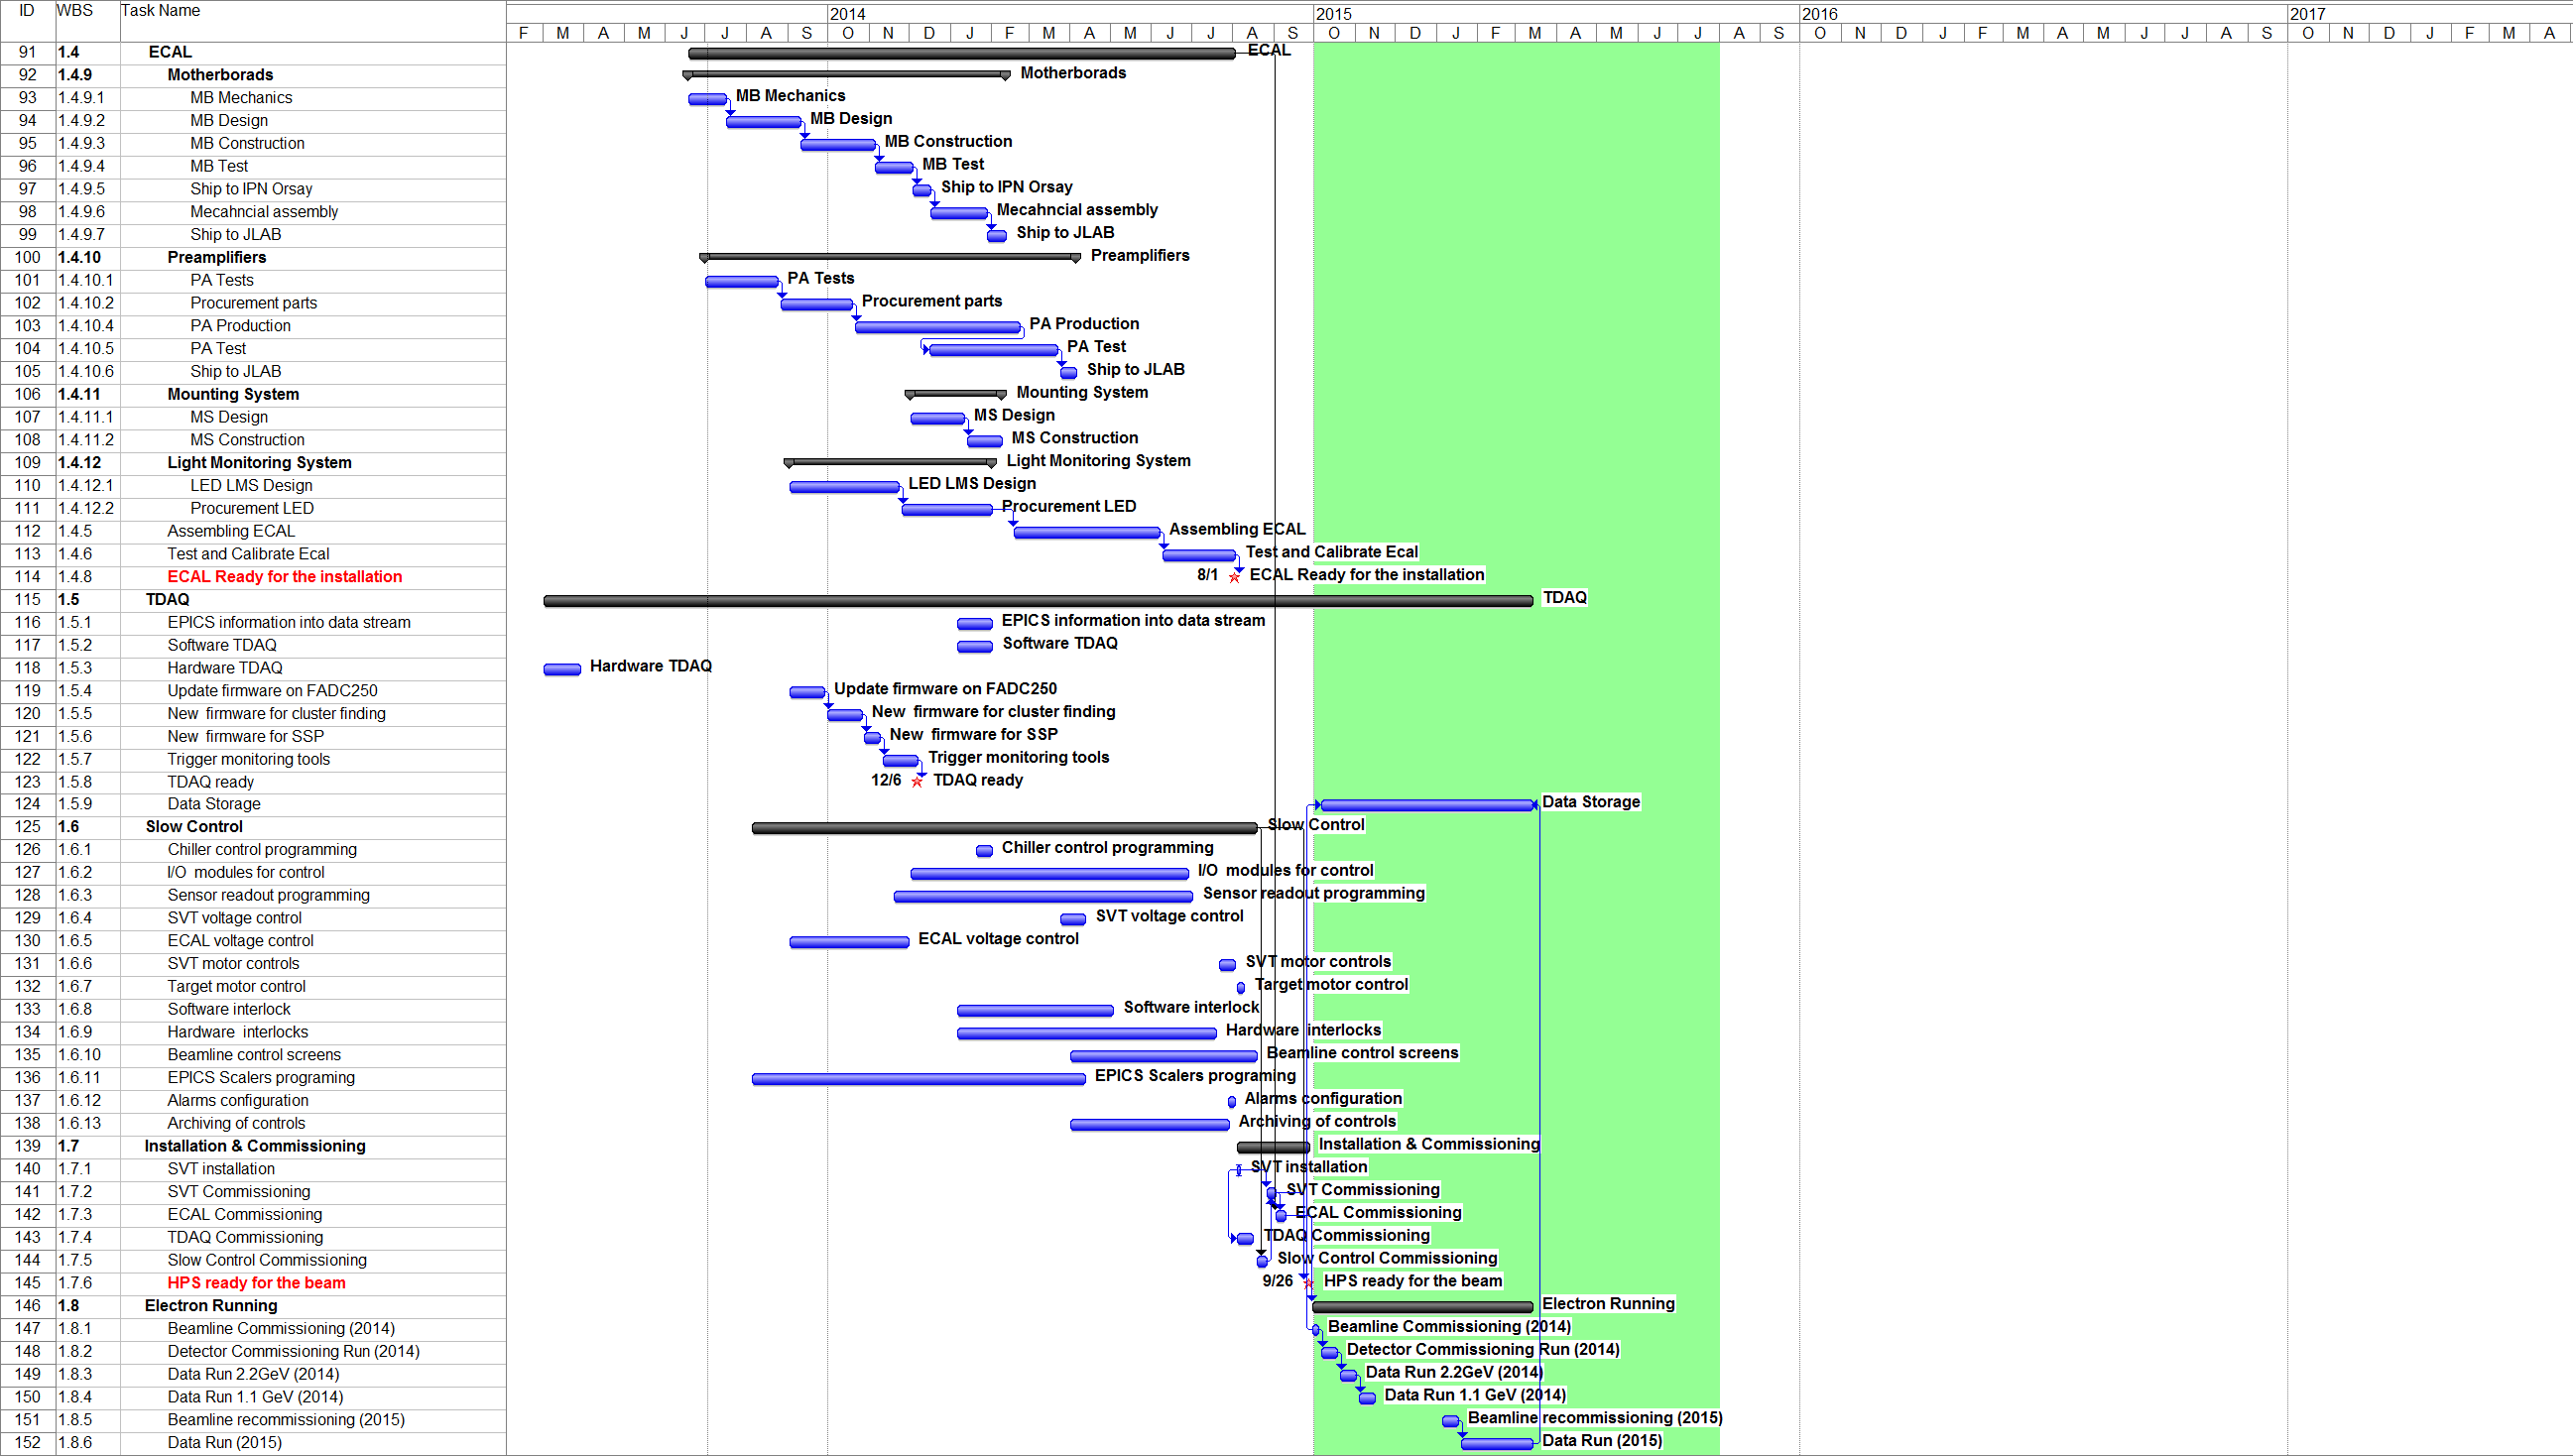 ID WBS Task Name 2014 2015 2016 2017
F M A M J J A S O N D J F M A M J J A S O N D J F M A M J J A S O N D J F M A M J J A S O N D J F M A
91 1.4 ECAL ECAL
92 1.4.9 Motherborads Motherborads
93 1.4.9.1 MB Mechanics MB Mechanics
94 1.4.9.2 MB Design MB Design
95 1.4.9.3 MB Construction MB Construction
96 1.4.9.4 MB Test MB Test
97 1.4.9.5 Ship to IPN Orsay Ship to IPN Orsay
98 1.4.9.6 Mecahncial assembly Mecahncial assembly
99 1.4.9.7 Ship to JLAB Ship to JLAB
100 1.4.10 Preamplifiers Preamplifiers
101 1.4.10.1 PA Tests PA Tests
102 1.4.10.2 Procurement parts Procurement parts
103 1.4.10.4 PA Production PA Production
104 1.4.10.5 PA Test PA Test
105 1.4.10.6 Ship to JLAB Ship to JLAB
106 1.4.11 Mounting System Mounting System
107 1.4.11.1 MS Design MS Design
108 1.4.11.2 MS Construction MS Construction
109 1.4.12 Light Monitoring System Light Monitoring System
110 1.4.12.1 LED LMS Design LED LMS Design
111 1.4.12.2 Procurement LED Procurement LED
112 1.4.5 Assembling ECAL Assembling ECAL
113 1.4.6 Test and Calibrate Ecal Test and Calibrate Ecal
114 1.4.8 ECAL Ready for the installation 8/1 ECAL Ready for the installation
115 1.5 TDAQ TDAQ
116 1.5.1 EPICS information into data stream EPICS information into data stream
117 1.5.2 Software TDAQ Software TDAQ
118 1.5.3 Hardware TDAQ Hardware TDAQ
119 1.5.4 Update firmware on FADC250 Update firmware on FADC250
120 1.5.5 New firmware for cluster finding New firmware for cluster finding
121 1.5.6 New firmware for SSP New firmware for SSP
122 1.5.7 Trigger monitoring tools Trigger monitoring tools
123 1.5.8 TDAQ ready 12/6 TDAQ ready
124 1.5.9 Data Storage Data Storage
125 1.6 Slow Control Slow Control
126 1.6.1 Chiller control programming Chiller control programming
127 1.6.2 I/O modules for control I/O modules for control
128 1.6.3 Sensor readout programming Sensor readout programming
129 1.6.4 SVT voltage control SVT voltage control
130 1.6.5 ECAL voltage control ECAL voltage control
131 1.6.6 SVT motor controls SVT motor controls
132 1.6.7 Target motor control Target motor control
133 1.6.8 Software interlock Software interlock
134 1.6.9 Hardware interlocks Hardware interlocks
135 1.6.10 Beamline control screens Beamline control screens
136 1.6.11 EPICS Scalers programing EPICS Scalers programing
137 1.6.12 Alarms configuration Alarms configuration
138 1.6.13 Archiving of controls Archiving of controls
139 1.7 Installation & Commissioning Installation & Commissioning
140 1.7.1 SVT installation SVT installation
141 1.7.2 SVT Commissioning SVT Commissioning
142 1.7.3 ECAL Commissioning ECAL Commissioning
143 1.7.4 TDAQ Commissioning TDAQ Commissioning
144 1.7.5 Slow Control Commissioning Slow Control Commissioning
145 1.7.6 HPS ready for the beam 9/26 HPS ready for the beam
146 1.8 Electron Running Electron Running
147 1.8.1 Beamline Commissioning (2014) Beamline Commissioning (2014)
148 1.8.2 Detector Commissioning Run (2014) Detector Commissioning Run (2014)
149 1.8.3 Data Run 2.2GeV (2014) Data Run 2.2GeV (2014)
150 1.8.4 Data Run 1.1 GeV (2014) Data Run 1.1 GeV (2014)
151 1.8.5 Beamline recommissioning (2015) Beamline recommissioning (2015)
152 1.8.6 Data Run (2015) Data Run (2015)